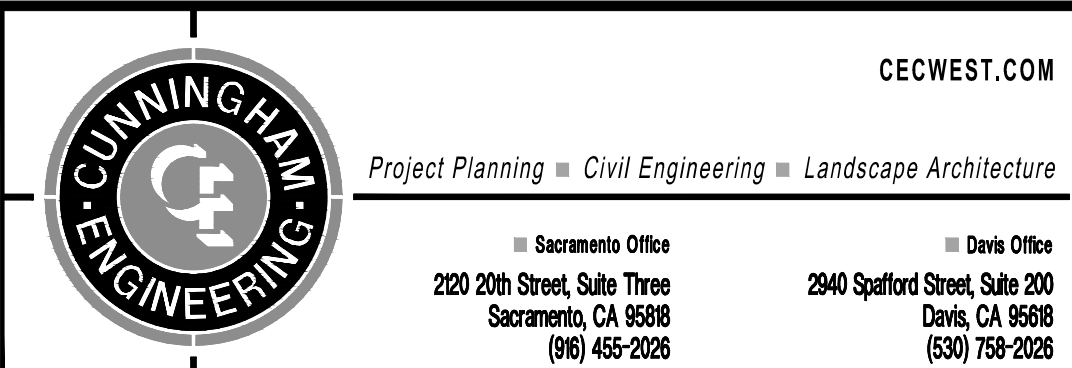 CECWEST.COM
CUNNINGHAM
ENGINEERING
CE
Project Planning ■ Civil Engineering ■ Landscape Architecture
■ Sacramento Office
2120 20th Street, Suite Three
Sacramento, CA 95818
(916) 455-2026
■ Davis Office
2940 Spafford Street, Suite 200
Davis, CA 95618
(530) 758-2026